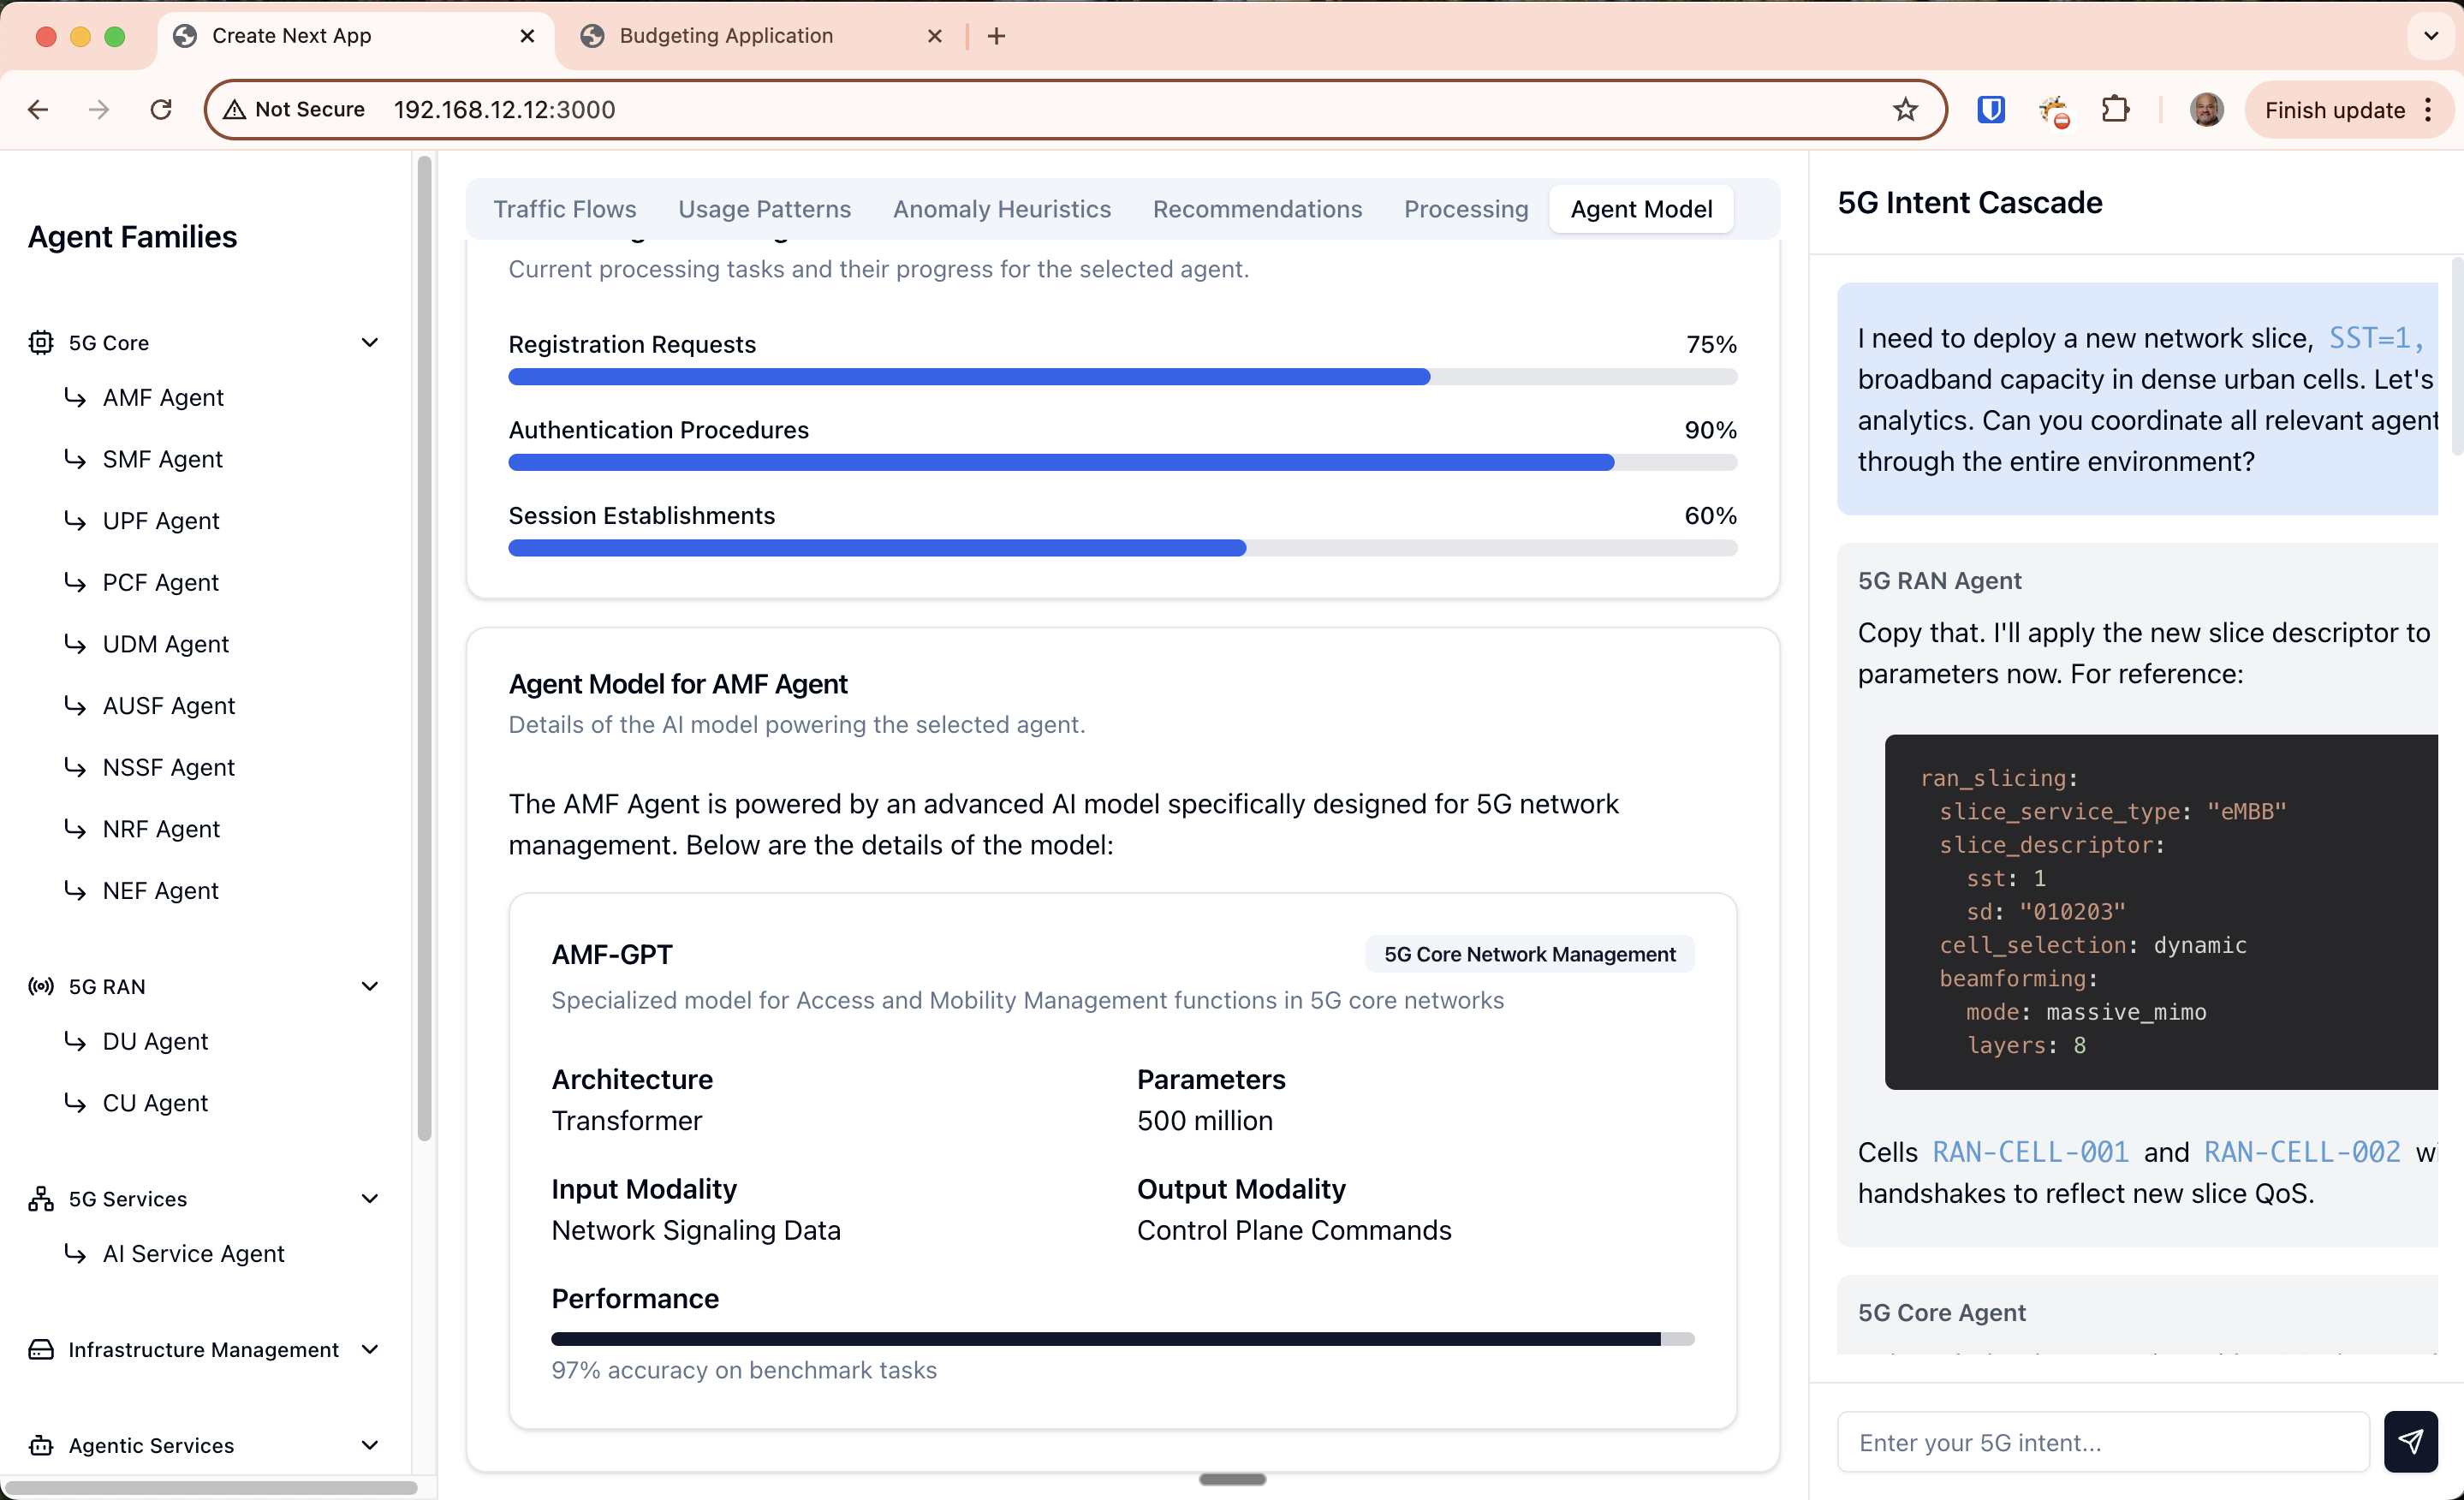 Create Next App
Budgeting Application
Not Secure
192.168.12.12:3000
Finish update
Agent Families
5G Core
AMF Agent
SMF Agent
UPF Agent
PCF Agent
UDM Agent
AUSF Agent
NSSF Agent
NRF Agent
NEF Agent
5G RAN
DU Agent
CU Agent
5G Services
AI Service Agent
Infrastructure Management
Agentic Services
Traffic Flows
Usage Patterns
Anomaly Heuristics
Recommendations
Processing
Agent Model
Current processing tasks and their progress for the selected agent.
Registration Requests 75%
Authentication Procedures 90%
Session Establishments 60%
Agent Model for AMF Agent
Details of the AI model powering the selected agent.
The AMF Agent is powered by an advanced AI model specifically designed for 5G network
management. Below are the details of the model:
AMF-GPT
5G Core Network Management
Specialized model for Access and Mobility Management functions in 5G core networks
Architecture
Transformer
Parameters
500 million
Input Modality
Network Signaling Data
Output Modality
Control Plane Commands
Performance
97% accuracy on benchmark tasks
5G Intent Cascade
I need to deploy a new network slice, SST=1,
broadband capacity in dense urban cells. Let's
analytics. Can you coordinate all relevant agent
through the entire environment?
5G RAN Agent
Copy that. I'll apply the new slice descriptor to
parameters now. For reference:
ran_slicing:
slice_service_type: "eMBB"
slice_descriptor:
sst: 1
sd: "010203"
cell_selection: dynamic
beamforming:
mode: massive_mimo
layers: 8
Cells RAN-CELL-001 and RAN-CELL-002
handshakes to reflect new slice QoS.
5G Core Agent
Enter your 5G intent...